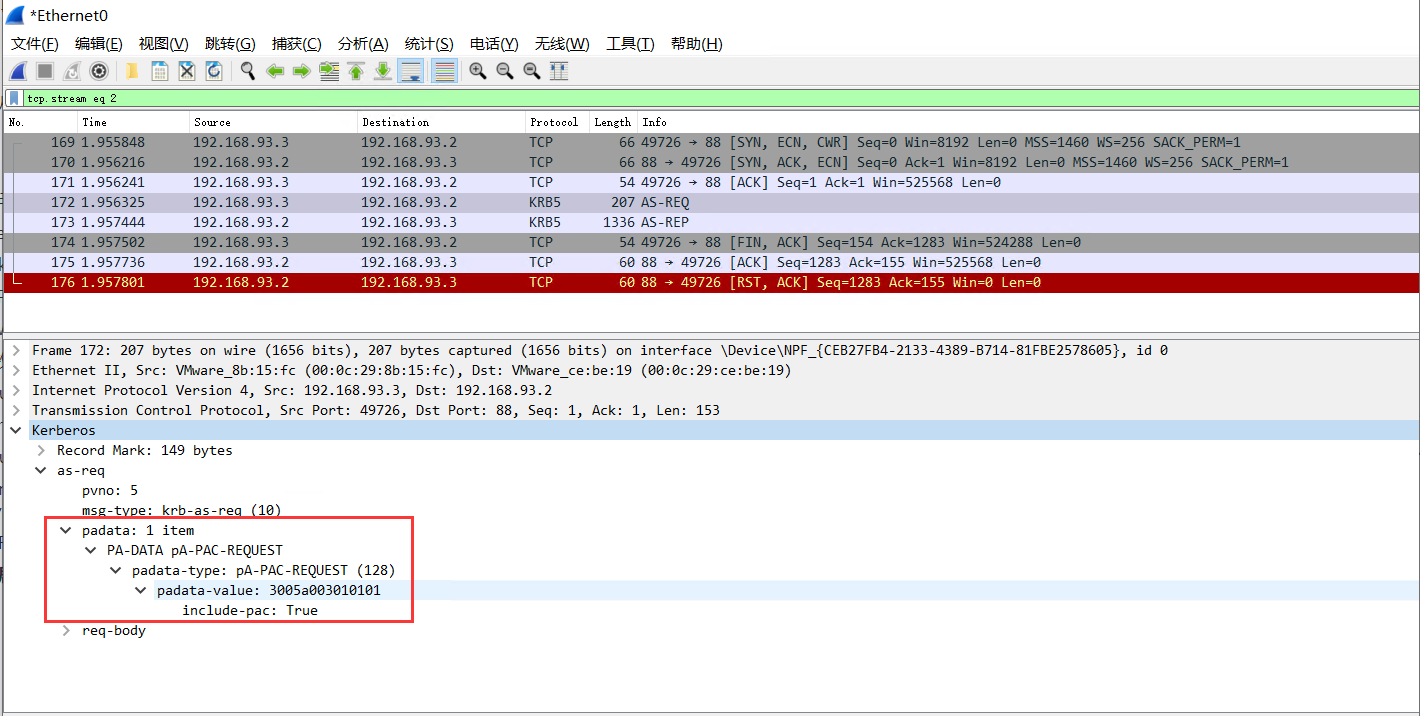 *Ethernet0
文件(F) 编辑(E) 视图(V) 跳转(G) 捕获(C) 分析(A) 统计(S) 电话(Y) 无线(W) 工具(T) 帮助(H)
tcp.stream eq 2
No. Time Source Destination Protocol Length Info
169 1.955848 192.168.93.3 192.168.93.2 TCP 66 49726 → 88 [SYN, ECN, CWR] Seq=0 Win=8192 Len=0 MSS=1460 WS=256 SACK_PERM=1
170 1.956216 192.168.93.2 192.168.93.3 TCP 66 88 → 49726 [SYN, ACK, ECN] Seq=0 Ack=1 Win=8192 Len=0 MSS=1460 WS=256 SACK_PERM=1
171 1.956241 192.168.93.3 192.168.93.2 TCP 54 49726 → 88 [ACK] Seq=1 Ack=1 Win=525568 Len=0
172 1.956325 192.168.93.3 192.168.93.2 KRB5 207 AS-REQ
173 1.957444 192.168.93.2 192.168.93.3 KRB5 1336 AS-REP
174 1.957502 192.168.93.3 192.168.93.2 TCP 54 49726 → 88 [FIN, ACK] Seq=154 Ack=1283 Win=524288 Len=0
175 1.957736 192.168.93.2 192.168.93.3 TCP 60 88 → 49726 [ACK] Seq=1283 Ack=155 Win=525568 Len=0
176 1.957801 192.168.93.2 192.168.93.3 TCP 60 88 → 49726 [RST, ACK] Seq=1283 Ack=155 Win=0 Len=0
Frame 172: 207 bytes on wire (1656 bits), 207 bytes captured (1656 bits) on interface \Device\NPF_{CEB27FB4-2133-4389-B714-81FBE2578605}, id 0
Ethernet II, Src: VMware_8b:15:fc (00:0c:29:8b:15:fc), Dst: VMware_ce:be:19 (00:0c:29:ce:be:19)
Internet Protocol Version 4, Src: 192.168.93.3, Dst: 192.168.93.2
Transmission Control Protocol, Src Port: 49726, Dst Port: 88, Seq: 1, Ack: 1, Len: 153
Kerberos
Record Mark: 149 bytes
as-req
pvno: 5
msg-type: krb-as-req (10)
padata: 1 item
PA-DATA pA-PAC-REQUEST
padata-type: pA-PAC-REQUEST (128)
padata-value: 3005a003010101
include-pac: True
req-body